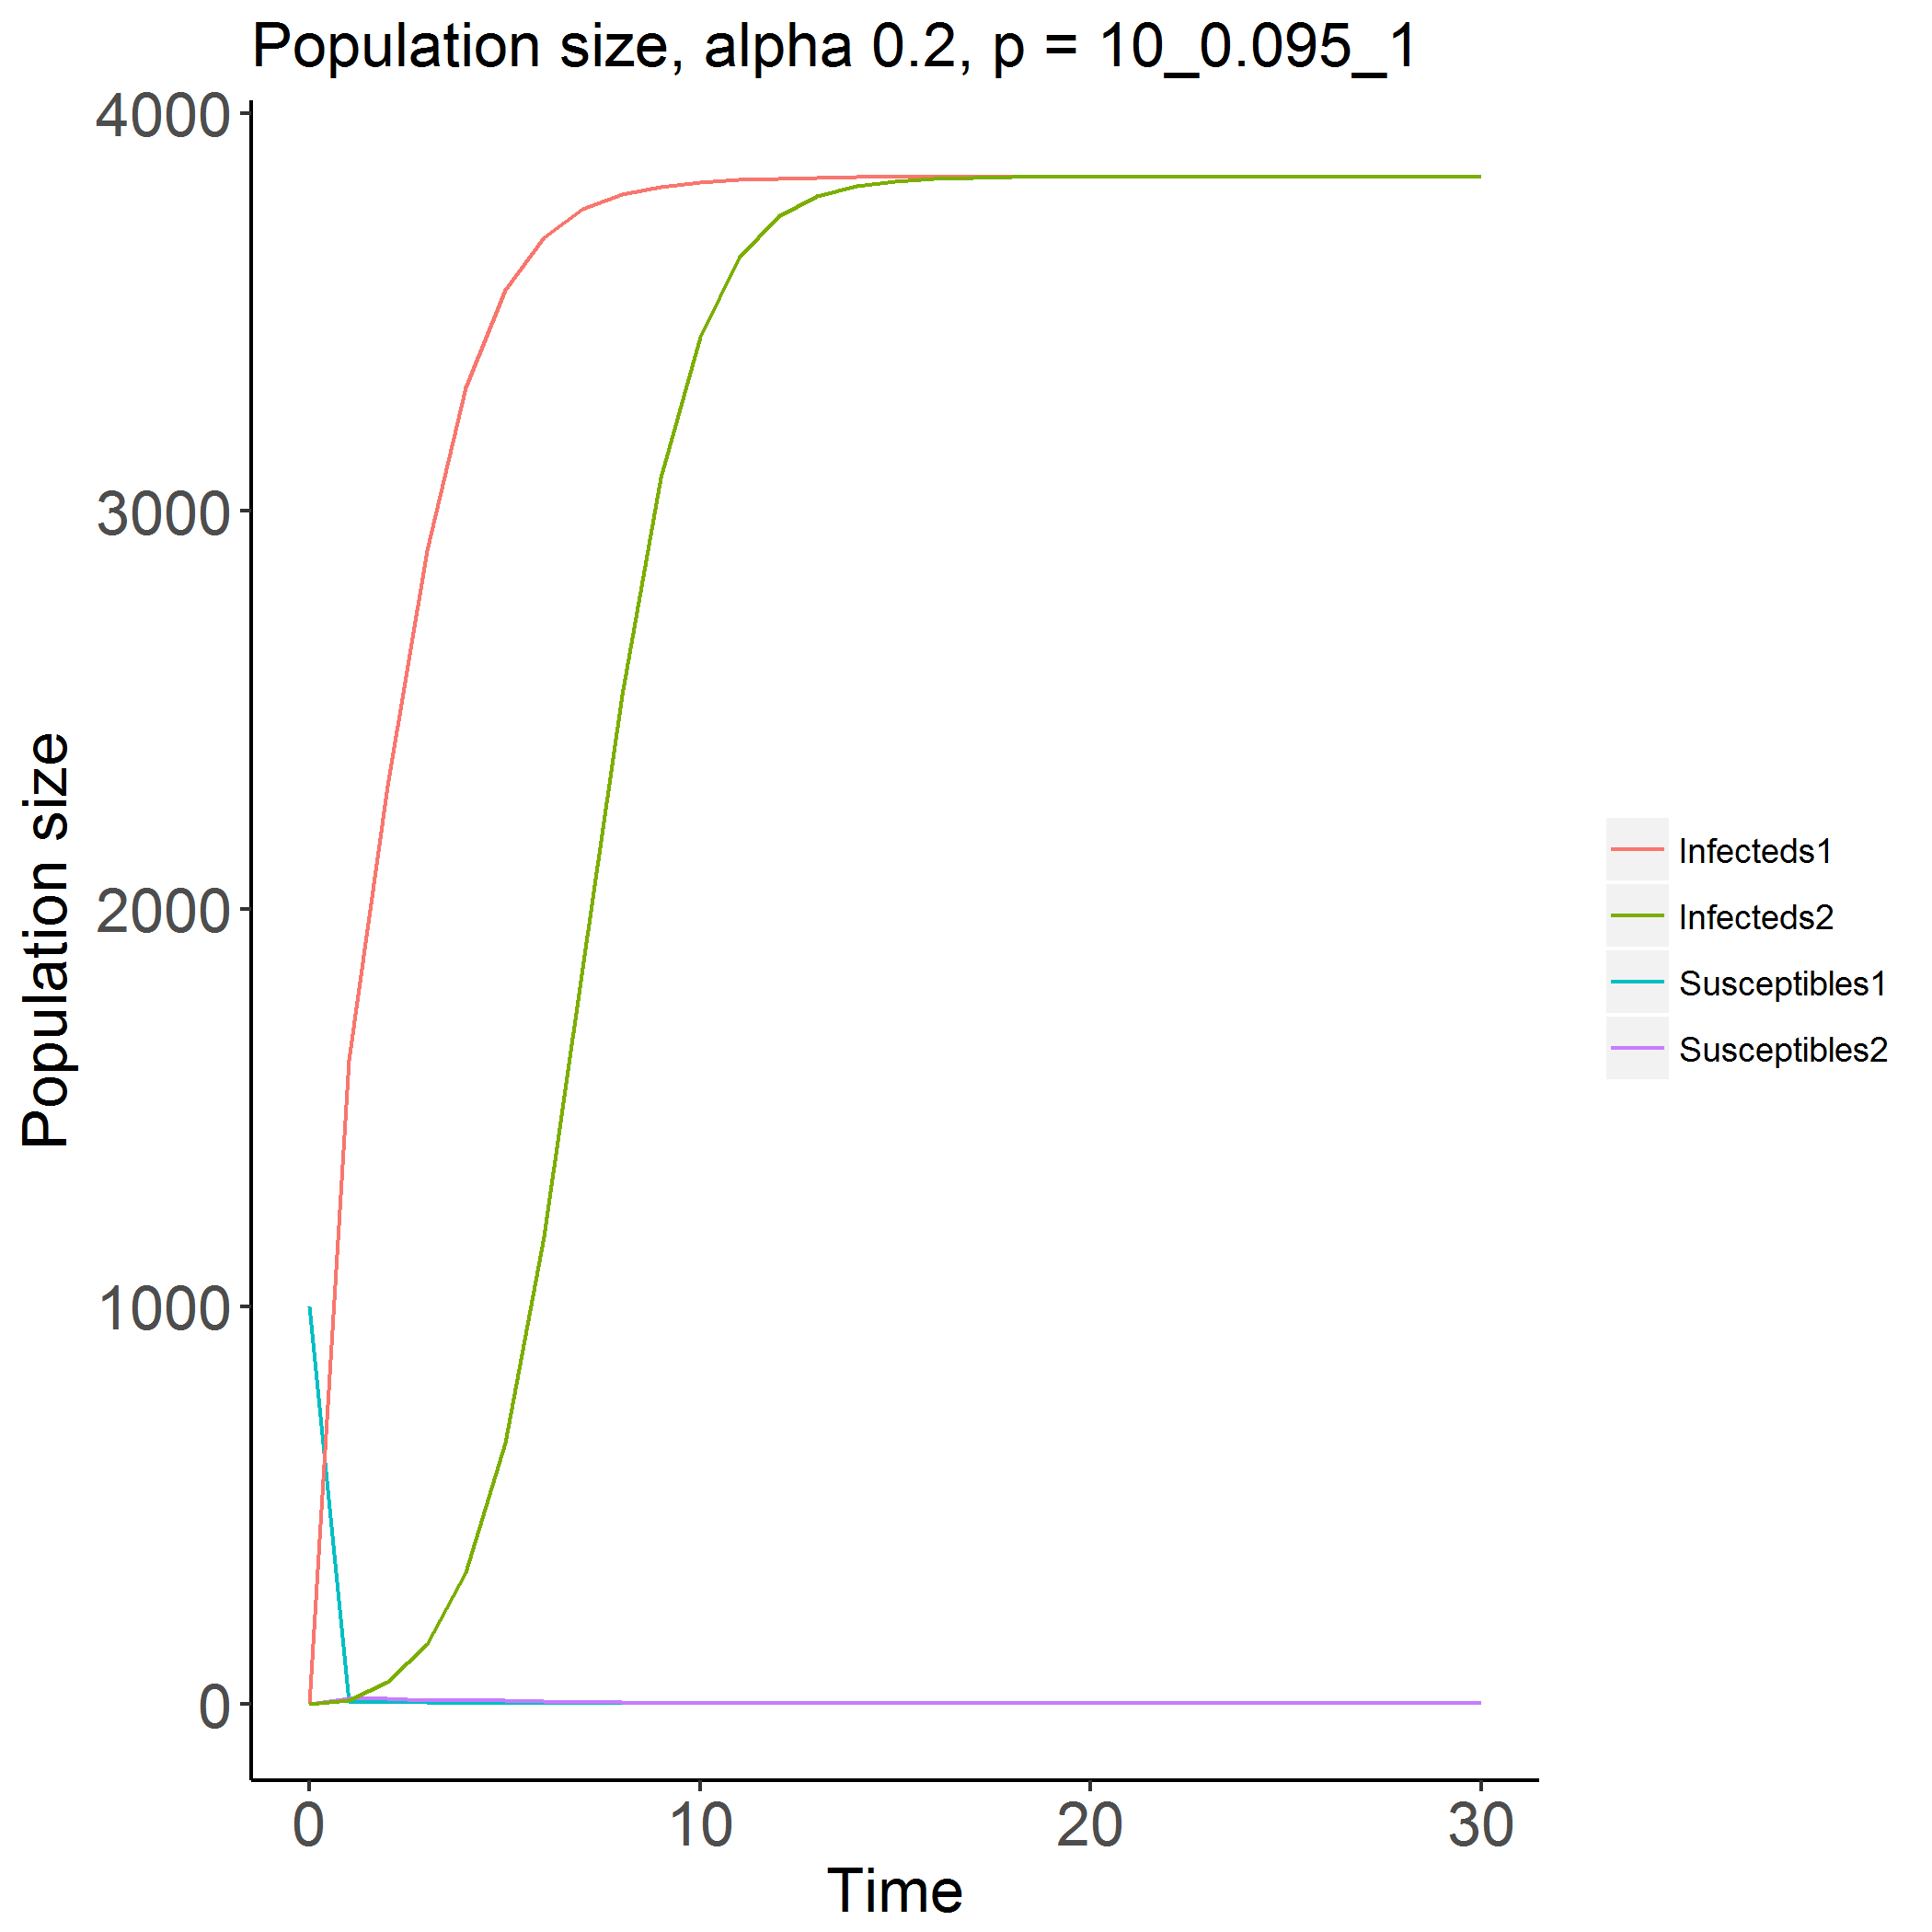 Population size, alpha 0.2, p = 10_0.095_1
4000
3000
2000
1000
0
Population size
0 10 20 30
Time
Infecteds1
Infecteds2
Susceptibles1
Susceptibles2